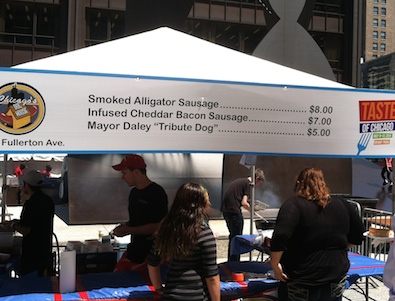 Chicago's
Fullerton Ave.
Smoked Alligator Sausage..............................$8.00
Infused Cheddar Bacon Sausage...............$7.00
Mayor Daley "Tribute Dog"............................$5.00
TASTE
OF CHICAGO